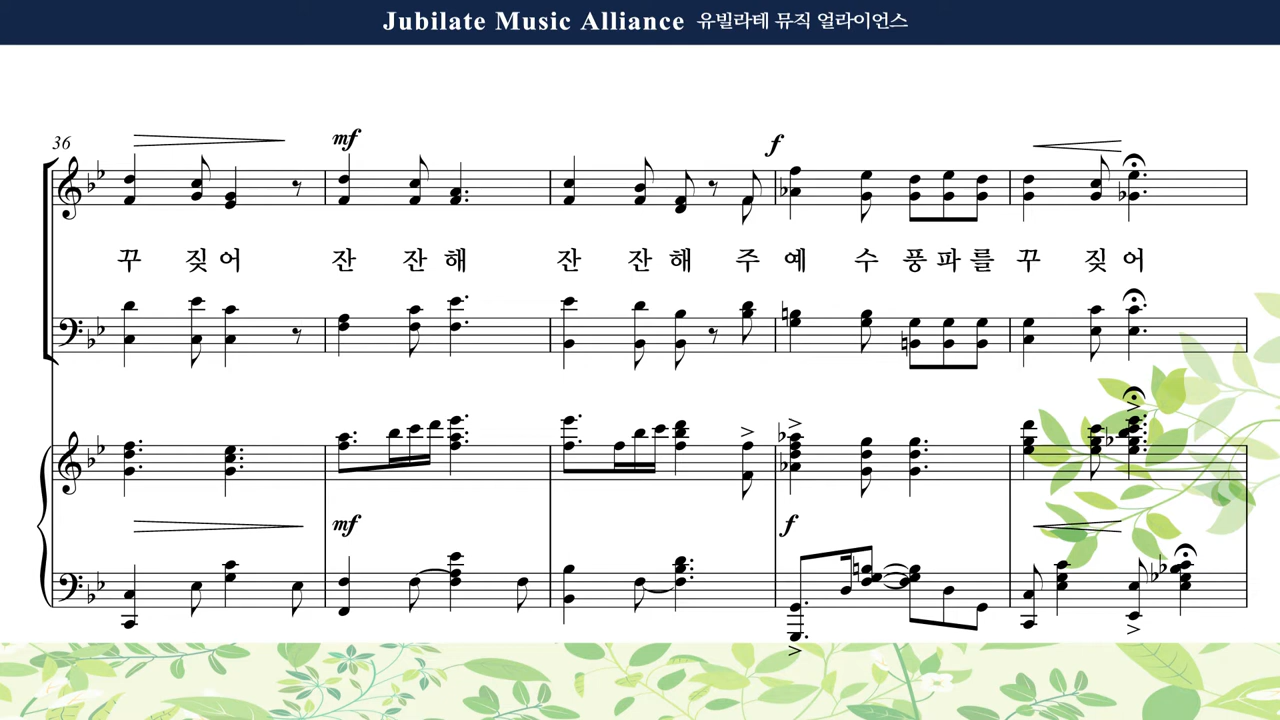 Jubilate Music Alliance 유빌라테 뮤직 얼라이언스
36
mf
f
꾸 짖 어 잔 잔 해 잔 잔 해 주 예 수 풍 파 를 꾸 짖 어
mf
f